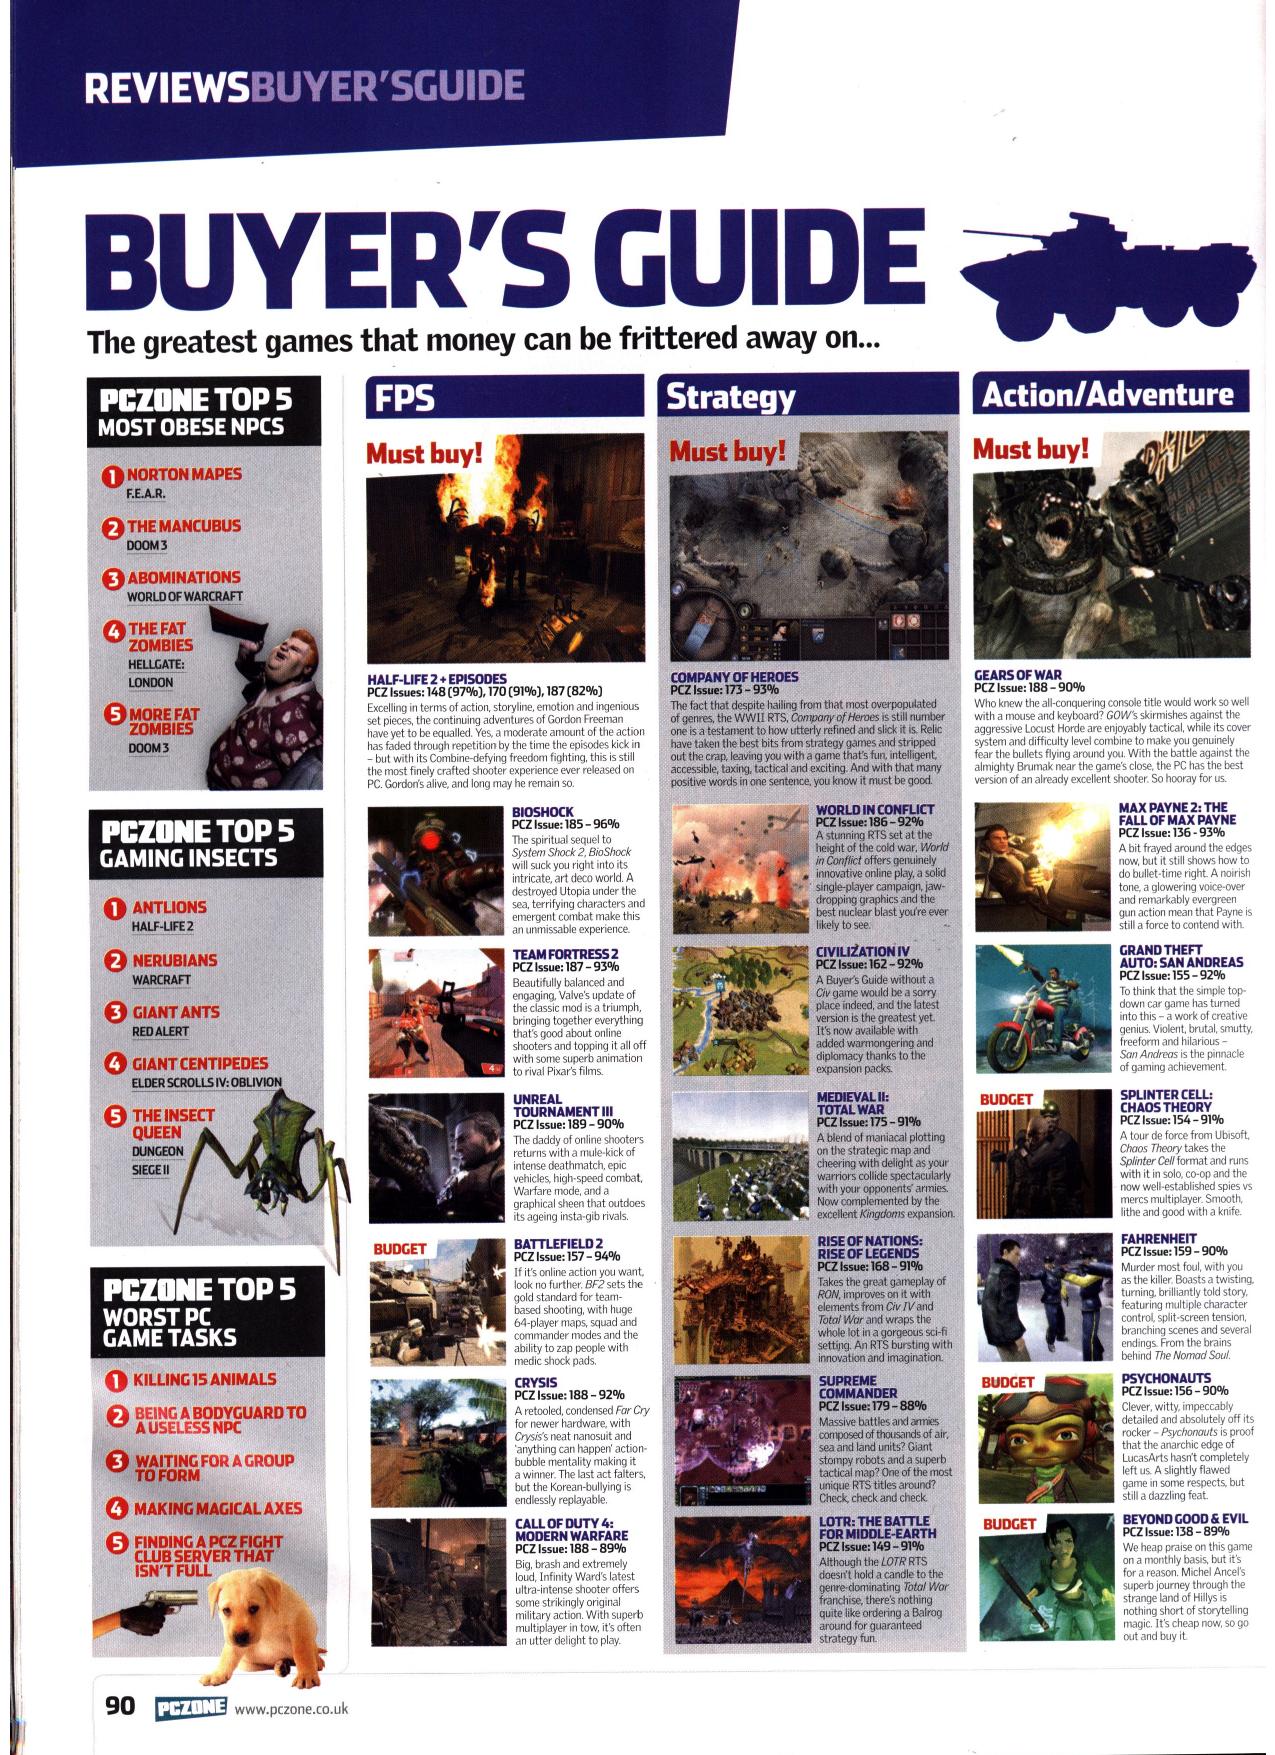 REVIEWSBUYER'SGUIDE
BUYER'S GUIDE
The greatest games that money can be frittered away on...
PCZONE TOP 5
MOST OBESE NPCS
1 NORTON MAPES
F.E.A.R.
2 THE MANCUBUS
DOOM 3
3 ABOMINATIONS
WORLD OF WARCRAFT
4 THE FAT
ZOMBIES
HELLGATE:
LONDON
5 MORE FAT
ZOMBIES
DOOM 3
PCZONE TOP 5
GAMING INSECTS
1 ANTLIONS
HALF-LIFE 2
2 NERUBIANS
WARCRAFT
3 GIANT ANTS
RED ALERT
4 GIANT CENTIPEDES
ELDER SCROLLS IV: OBLIVION
5 THE INSECT
QUEEN
DUNGEON
SIEGE II
PCZONE TOP 5
WORST PC
GAME TASKS
1 KILLING 15 ANIMALS
2 BEING A BODYGUARD TO
A USELESS NPC
3 WAITING FOR A GROUP
TO FORM
4 MAKING MAGICAL AXES
5 FINDING A PCZ FIGHT
CLUB SERVER THAT
ISN'T FULL
FPS
Must buy!
HALF-LIFE 2 + EPISODES
PCZ Issues: 148 (97%), 170 (91%), 187 (82%)
Excelling in terms of action, storyline, emotion and ingenious
set pieces, the continuing adventures of Gordon Freeman
have yet to be equalled. Yes, a moderate amount of the action
has faded through repetition by the time the episodes kick in
– but with its Combine-defying freedom fighting, this is still
the most finely crafted shooter experience ever released on
PC. Gordon's alive, and long may he remain so.
BIOSHOCK
PCZ Issue: 185 – 96%
The spiritual sequel to
System Shock 2, BioShock
will suck you right into its
intricate, art deco world. A
destroyed Utopia under the
sea, terrifying characters and
emergent combat make this
an unmissable experience.
TEAM FORTRESS 2
PCZ Issue: 187 – 93%
Beautifully balanced and
engaging, Valve's update of
the classic mod is a triumph,
bringing together everything
that's good about online
shooters and topping it all off
with some superb animation
to rival Pixar's films.
UNREAL
TOURNAMENT III
PCZ Issue: 189 – 90%
The daddy of online shooters
returns with a mule-kick of
intense deathmatch, epic
vehicles, high-speed combat,
Warfare mode, and a
graphical sheen that outdoes
its ageing insta-gib rivals.
BUDGET
BATTLEFIELD 2
PCZ Issue: 157 – 94%
If it's online action you want,
look no further. BF2 sets the
gold standard for team-
based shooting, with huge
64-player maps, squad and
commander modes and the
ability to zap people with
medic shock pads.
CRYSIS
PCZ Issue: 188 – 92%
A retooled, condensed Far Cry
for newer hardware, with
Crysis's neat nanosuit and
'anything can happen' action-
bubble mentality making it
a winner. The last act falters,
but the Korean-bullying is
endlessly replayable.
CALL OF DUTY 4:
MODERN WARFARE
PCZ Issue: 188 – 89%
Big, brash and extremely
loud, Infinity Ward's latest
ultra-intense shooter offers
some strikingly original
military action. With superb
multiplayer in tow, it's often
an utter delight to play.
Strategy
Must buy!
COMPANY OF HEROES
PCZ Issue: 173 – 93%
The fact that despite hailing from that most overpopulated
of genres, the WWII RTS, Company of Heroes is still number
one is a testament to how utterly refined and slick it is. Relic
have taken the best bits from strategy games and stripped
out the crap, leaving you with a game that's fun, intelligent,
accessible, taxing, tactical and exciting. And with that many
positive words in one sentence, you know it must be good.
WORLD IN CONFLICT
PCZ Issue: 186 – 92%
A stunning RTS set at the
height of the cold war, World
in Conflict offers genuinely
innovative online play, a solid
single-player campaign, jaw-
dropping graphics and the
best nuclear blast you're ever
likely to see.
CIVILIZATION IV
PCZ Issue: 162 – 92%
A Buyer's Guide without a
Civ game would be a sorry
place indeed, and the latest
version is the greatest yet.
It's now available with
added warmongering and
diplomacy thanks to the
expansion packs.
MEDIEVAL II:
TOTAL WAR
PCZ Issue: 175 – 91%
A blend of maniacal plotting
on the strategic map and
cheering with delight as your
warriors collide spectacularly
with your opponents' armies.
Now complemented by the
excellent Kingdoms expansion.
RISE OF NATIONS:
RISE OF LEGENDS
PCZ Issue: 168 – 91%
Takes the great gameplay of
RON, improves on it with
elements from Civ IV and
Total War and wraps the
whole lot in a gorgeous sci-fi
setting. An RTS bursting with
innovation and imagination.
SUPREME
COMMANDER
PCZ Issue: 179 – 88%
Massive battles and armies
composed of thousands of air,
sea and land units? Giant
stompy robots and a superb
tactical map? One of the most
unique RTS titles around?
Check, check and check.
LOTR: THE BATTLE
FOR MIDDLE-EARTH
PCZ Issue: 149 – 91%
Although the LOTR RTS
doesn't hold a candle to the
genre-dominating Total War
franchise, there's nothing
quite like ordering a Balrog
around for guaranteed
strategy fun.
Action/Adventure
Must buy!
GEARS OF WAR
PCZ Issue: 188 – 90%
Who knew the all-conquering console title would work so well
with a mouse and keyboard? GOW's skirmishes against the
aggressive Locust Horde are enjoyably tactical, while its cover
system and difficulty level combine to make you genuinely
fear the bullets flying around you. With the battle against the
almighty Brumak near the game's close, the PC has the best
version of an already excellent shooter. So hooray for us.
MAX PAYNE 2: THE
FALL OF MAX PAYNE
PCZ Issue: 136 – 93%
A bit frayed around the edges
now, but it still shows how to
do bullet-time right. A noirish
tone, a glowering voice-over
and remarkably evergreen
gun action mean that Payne is
still a force to contend with.
GRAND THEFT
AUTO: SAN ANDREAS
PCZ Issue: 155 – 92%
To think that the simple top-
down car game has turned
into this – a work of creative
genius. Violent, brutal, smutty,
freeform and hilarious –
San Andreas is the pinnacle
of gaming achievement.
BUDGET
SPLINTER CELL:
CHAOS THEORY
PCZ Issue: 154 – 91%
A tour de force from Ubisoft,
Chaos Theory takes the
Splinter Cell format and runs
with it in solo, co-op and the
now well-established spies vs
mercs multiplayer. Smooth,
lithe and good with a knife.
FAHRENHEIT
PCZ Issue: 159 – 90%
Murder most foul, with you
as the killer. Boasts a twisting,
turning, brilliantly told story,
featuring multiple character
control, split-screen tension,
branching scenes and several
endings. From the brains
behind The Nomad Soul.
BUDGET
PSYCHONAUTS
PCZ Issue: 156 – 90%
Clever, witty, impeccably
detailed and absolutely off its
rocker – Psychonauts is proof
that the anarchic edge of
LucasArts hasn't completely
left us. A slightly flawed
game in some respects, but
still a dazzling feat.
BUDGET
BEYOND GOOD & EVIL
PCZ Issue: 138 – 89%
We heap praise on this game
on a monthly basis, but it's
for a reason. Michel Ancel's
superb journey through the
strange land of Hillys is
nothing short of storytelling
magic. It's cheap now, so go
out and buy it.
90 PCZONE www.pczone.co.uk